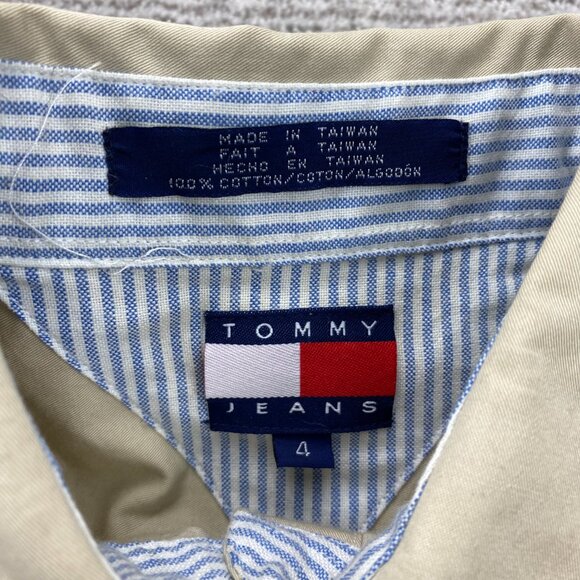 MADE IN TAIWAN
FAIT A TAIWAN
HECHO EN TAIWAN
100% COTTON/COTON/ALGODÓN
TOMMY
JEANS
4